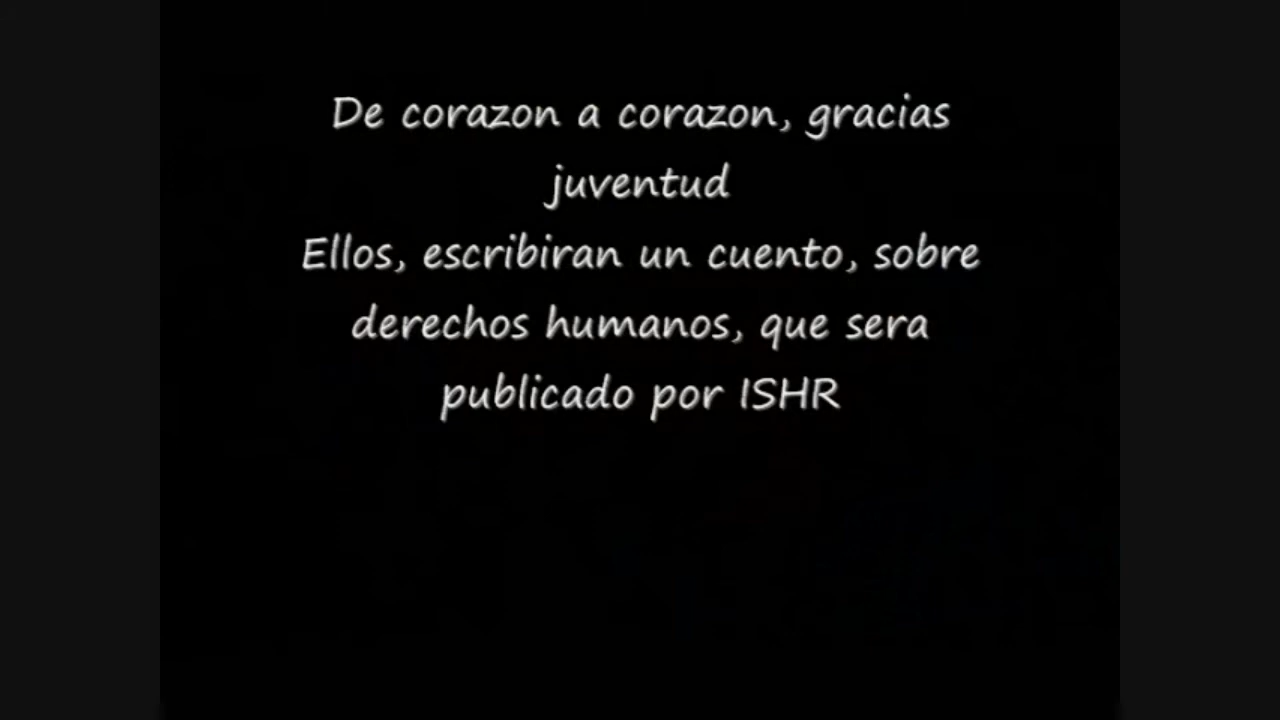 De corazon a corazon, gracias
juventud
Ellos, escribiran un cuento, sobre
derechos humanos, que sera
publicado por ISHR